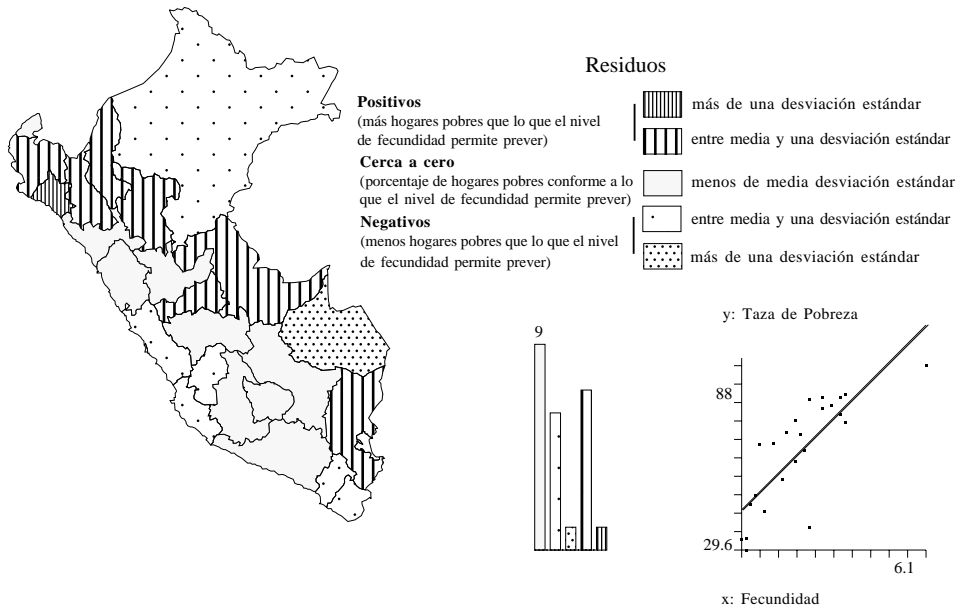 Residuos
Positivos
(más hogares pobres que lo que el nivel
de fecundidad permite prever)
Cerca a cero
(porcentaje de hogares pobres conforme a lo
que el nivel de fecundidad permite prever)
Negativos
(menos hogares pobres que lo que el nivel
de fecundidad permite prever)
más de una desviación estándar
entre media y una desviación estándar
menos de media desviación estándar
entre media y una desviación estándar
más de una desviación estándar
9
y: Taza de Pobreza
88
29.6
6.1
x: Fecundidad